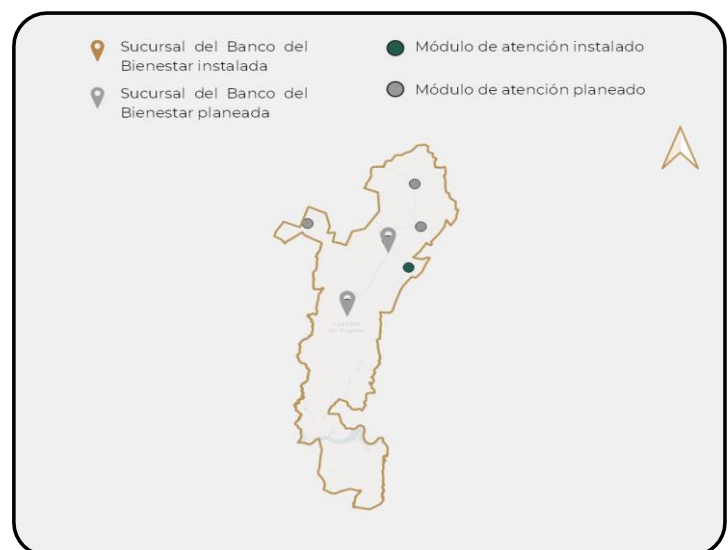 Sucursal del Banco del
Bienestar instalada
Sucursal del Banco del
Bienestar planeada
Módulo de atención instalado
Módulo de atención planeado